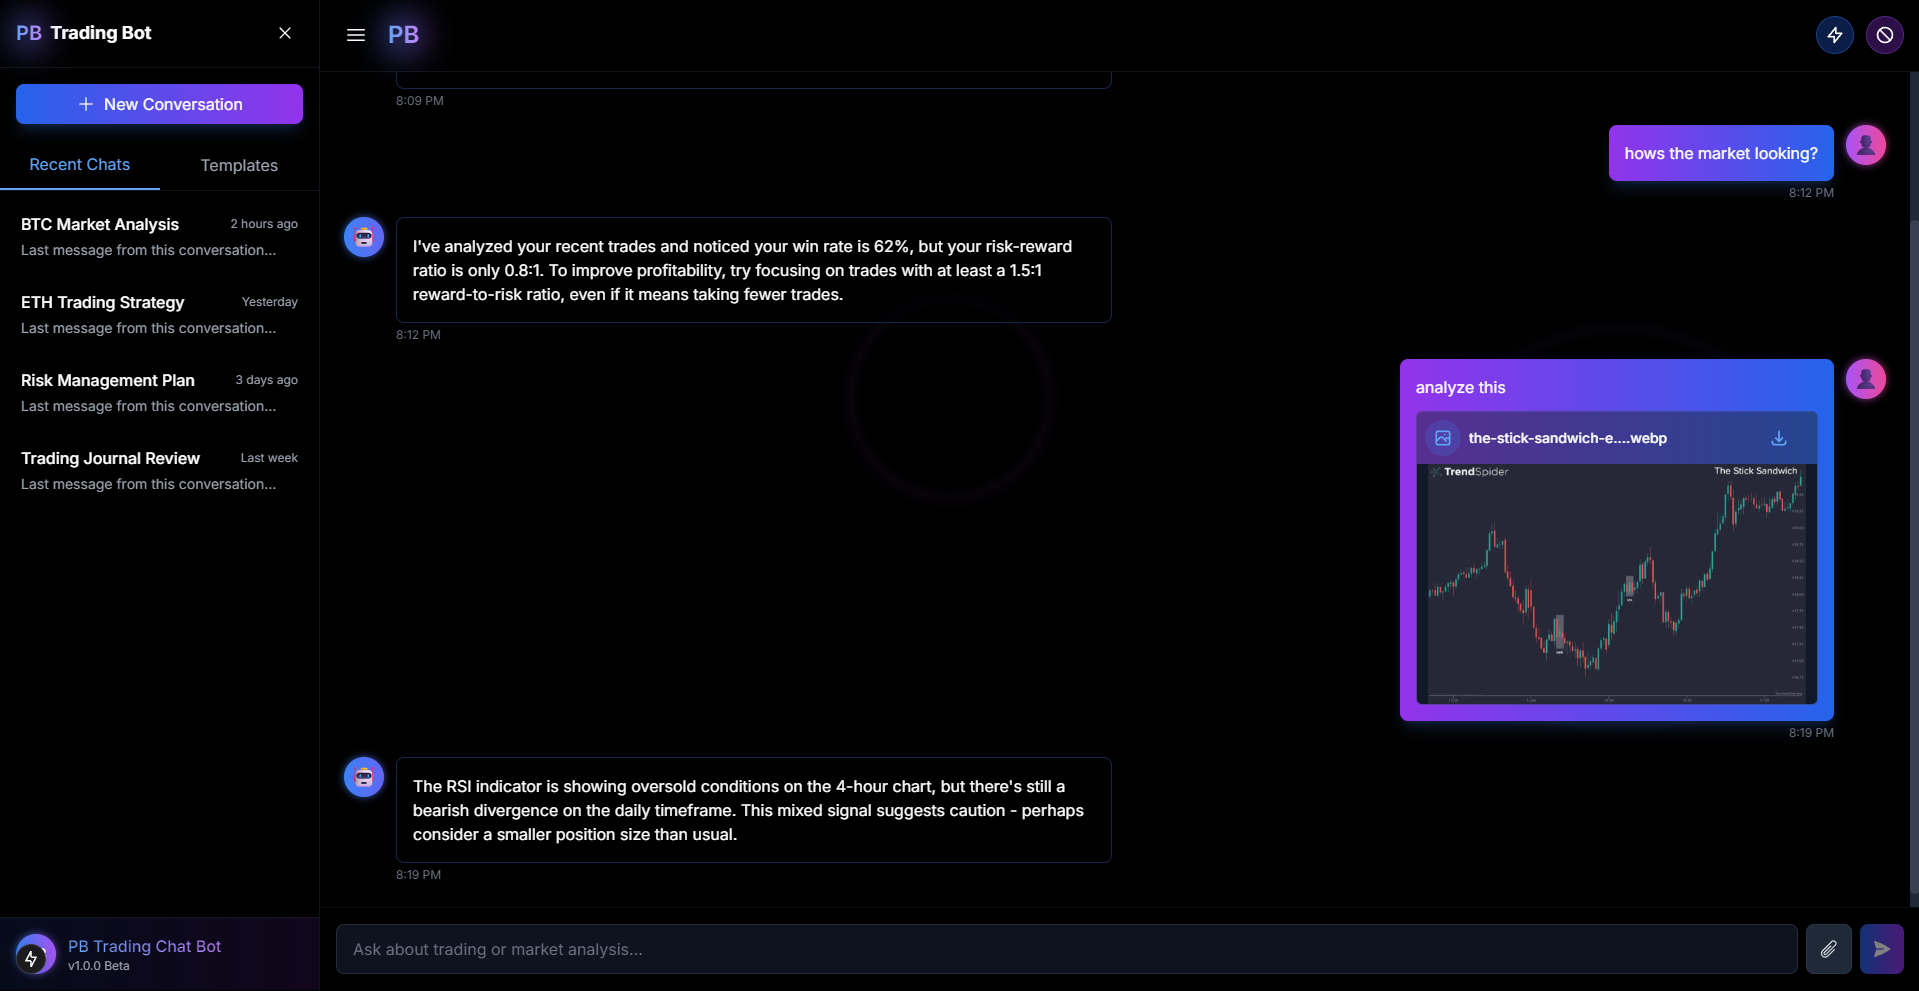 PB Trading Bot
New Conversation
Recent Chats
Templates
BTC Market Analysis
2 hours ago
Last message from this conversation...
ETH Trading Strategy
Yesterday
Last message from this conversation...
Risk Management Plan
3 days ago
Last message from this conversation...
Trading Journal Review
Last week
Last message from this conversation...
PB Trading Chat Bot
v1.0.0 Beta
PB
8:09 PM
hows the market looking?
8:12 PM
I've analyzed your recent trades and noticed your win rate is 62%, but your risk-reward
ratio is only 0.8:1. To improve profitability, try focusing on trades with at least a 1.5:1
reward-to-risk ratio, even if it means taking fewer trades.
8:12 PM
analyze this
the-stick-sandwich-e....webp
TrendSpider
The Stick Sandwich
8:19 PM
The RSI indicator is showing oversold conditions on the 4-hour chart, but there's still a
bearish divergence on the daily timeframe. This mixed signal suggests caution - perhaps
consider a smaller position size than usual.
8:19 PM
Ask about trading or market analysis...